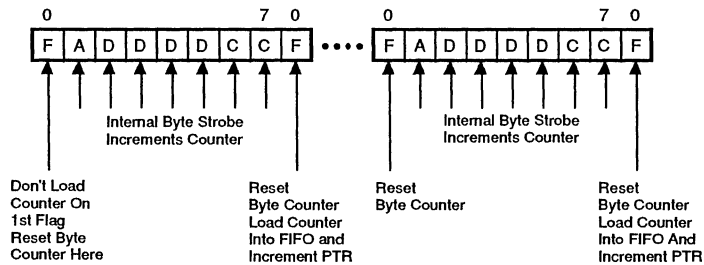 0 7 0 0 7 0
F A D D D D C C F •••• F A D D D D C C F
Internal Byte Strobe
Increments Counter
Internal Byte Strobe
Increments Counter
Don't Load
Counter On
1st Flag
Reset Byte
Counter Here
Reset
Byte Counter
Load Counter
Into FIFO and
Increment PTR
Reset
Byte Counter
Reset
Byte Counter
Load Counter
Into FIFO And
Increment PTR